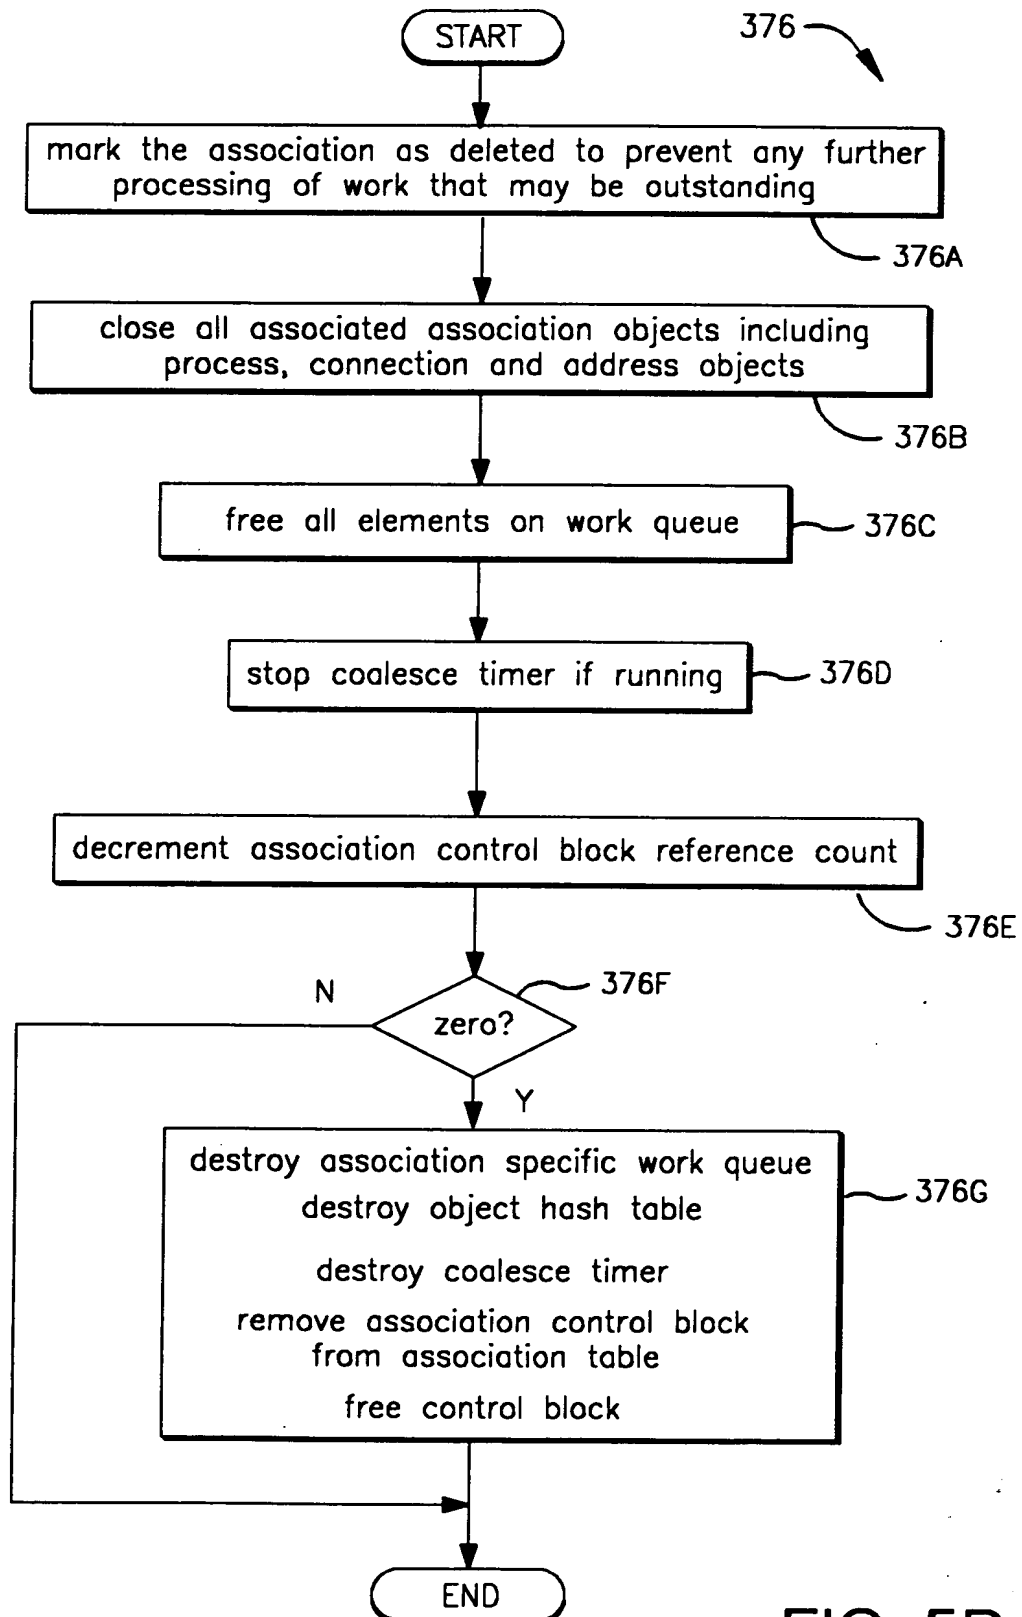 START
376
mark the association as deleted to prevent any further
processing of work that may be outstanding
376A
close all associated association objects including
process, connection and address objects
376B
free all elements on work queue
376C
stop coalesce timer if running
376D
decrement association control block reference count
376E
376F
N
zero?
Y
destroy association specific work queue
376G
destroy object hash table
destroy coalesce timer
remove association control block
from association table
free control block
END